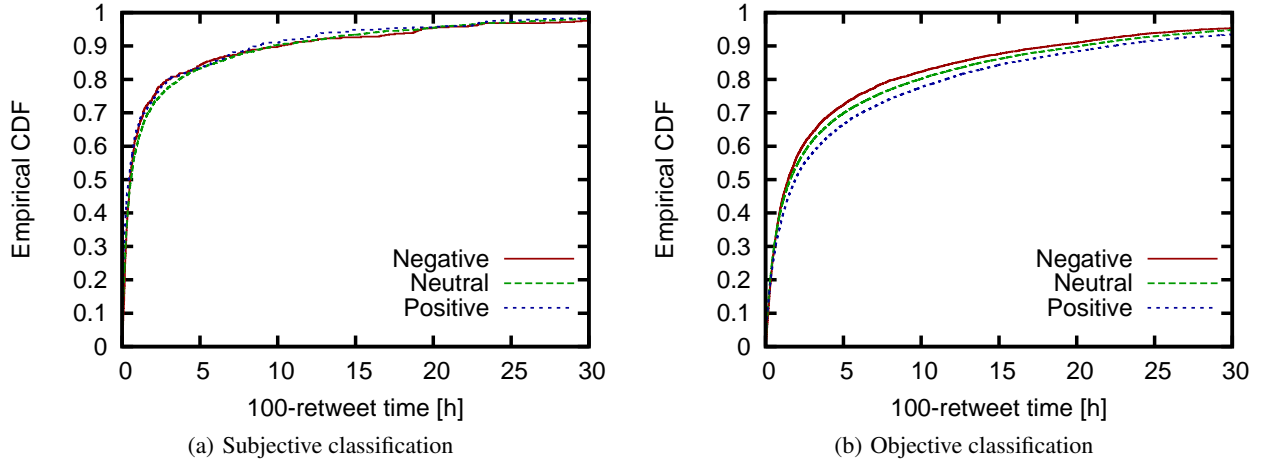 1
0.9
0.8
0.7
0.6
0.5
0.4
0.3
0.2
0.1
0
Empirical CDF
Negative
Neutral
Positive
0 5 10 15 20 25 30
100-retweet time [h]
(a) Subjective classification
1
0.9
0.8
0.7
0.6
0.5
0.4
0.3
0.2
0.1
0
Empirical CDF
Negative
Neutral
Positive
0 5 10 15 20 25 30
100-retweet time [h]
(b) Objective classification